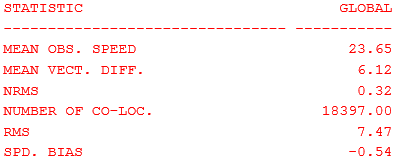 STATISTIC GLOBAL
-------------------------------- -----------
MEAN OBS. SPEED 23.65
MEAN VECT. DIFF. 6.12
NRMS 0.32
NUMBER OF CO-LOC. 18397.00
RMS 7.47
SPD. BIAS -0.54